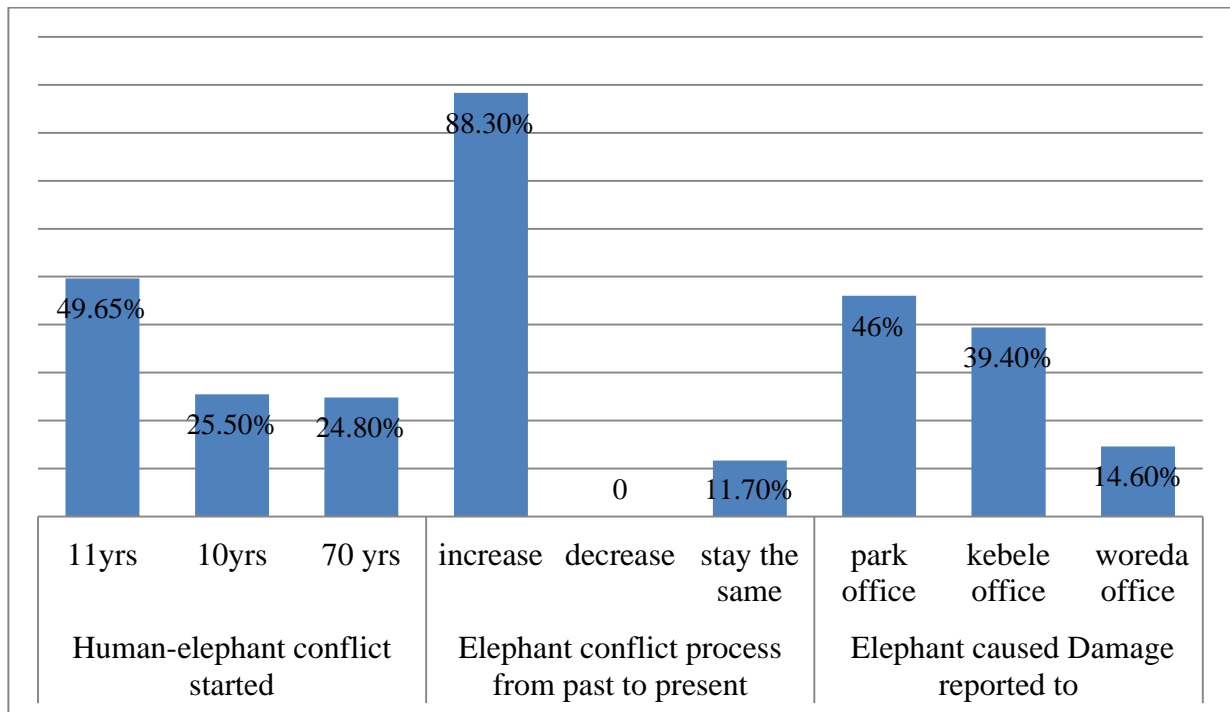 88.30%
49.65%
46%
39.40%
25.50%
24.80%
14.60%
11.70%
0
11yrs 10yrs 70 yrs increase decrease stay the same park office kebele office woreda office
Human-elephant conflict started
Elephant conflict process from past to present
Elephant caused Damage reported to